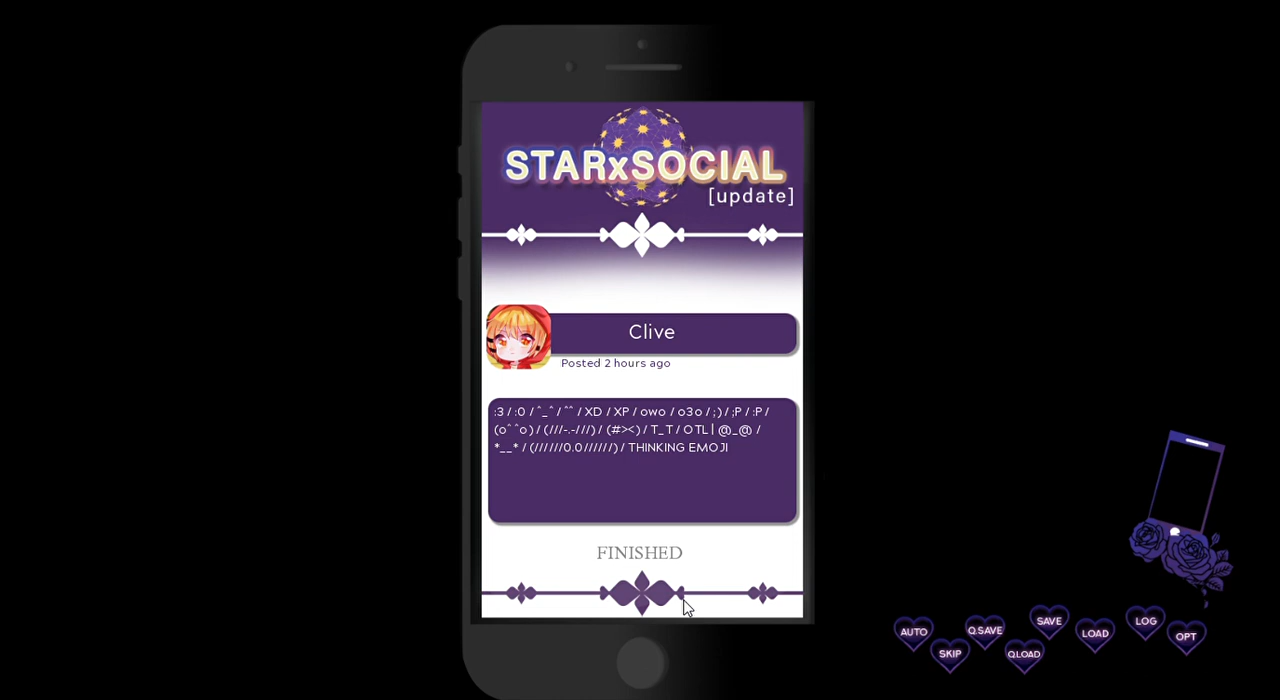 STARxSOCIAL
[update]
Clive
Posted 2 hours ago
:3 / :0 / ^_^ / ^^ / XD / XP / owo / o3o / ;) / ;P / :P /
(o^ ^o) / (///-.-///) / (#><) / T_T / OTL | @_@ /
*__* / (//////0.0//////) / THINKING EMOJI
FINISHED
AUTO
SKIP
Q.SAVE
Q.LOAD
SAVE
LOAD
LOG
OPT